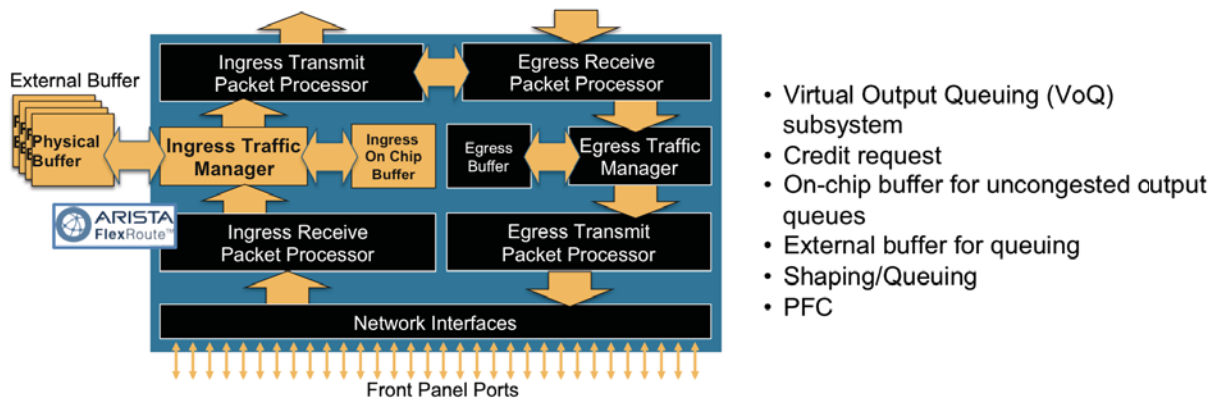 Ingress Transmit
Packet Processor
Egress Receive
Packet Processor
External Buffer
Physical
Buffer
Ingress Traffic
Manager
Ingress
On Chip
Buffer
Egress
Buffer
Egress Traffic
Manager
ARISTA
FlexRoute™
Ingress Receive
Packet Processor
Egress Transmit
Packet Processor
Network Interfaces
Front Panel Ports
• Virtual Output Queuing (VoQ)
subsystem
• Credit request
• On-chip buffer for uncongested output
queues
• External buffer for queuing
• Shaping/Queuing
• PFC